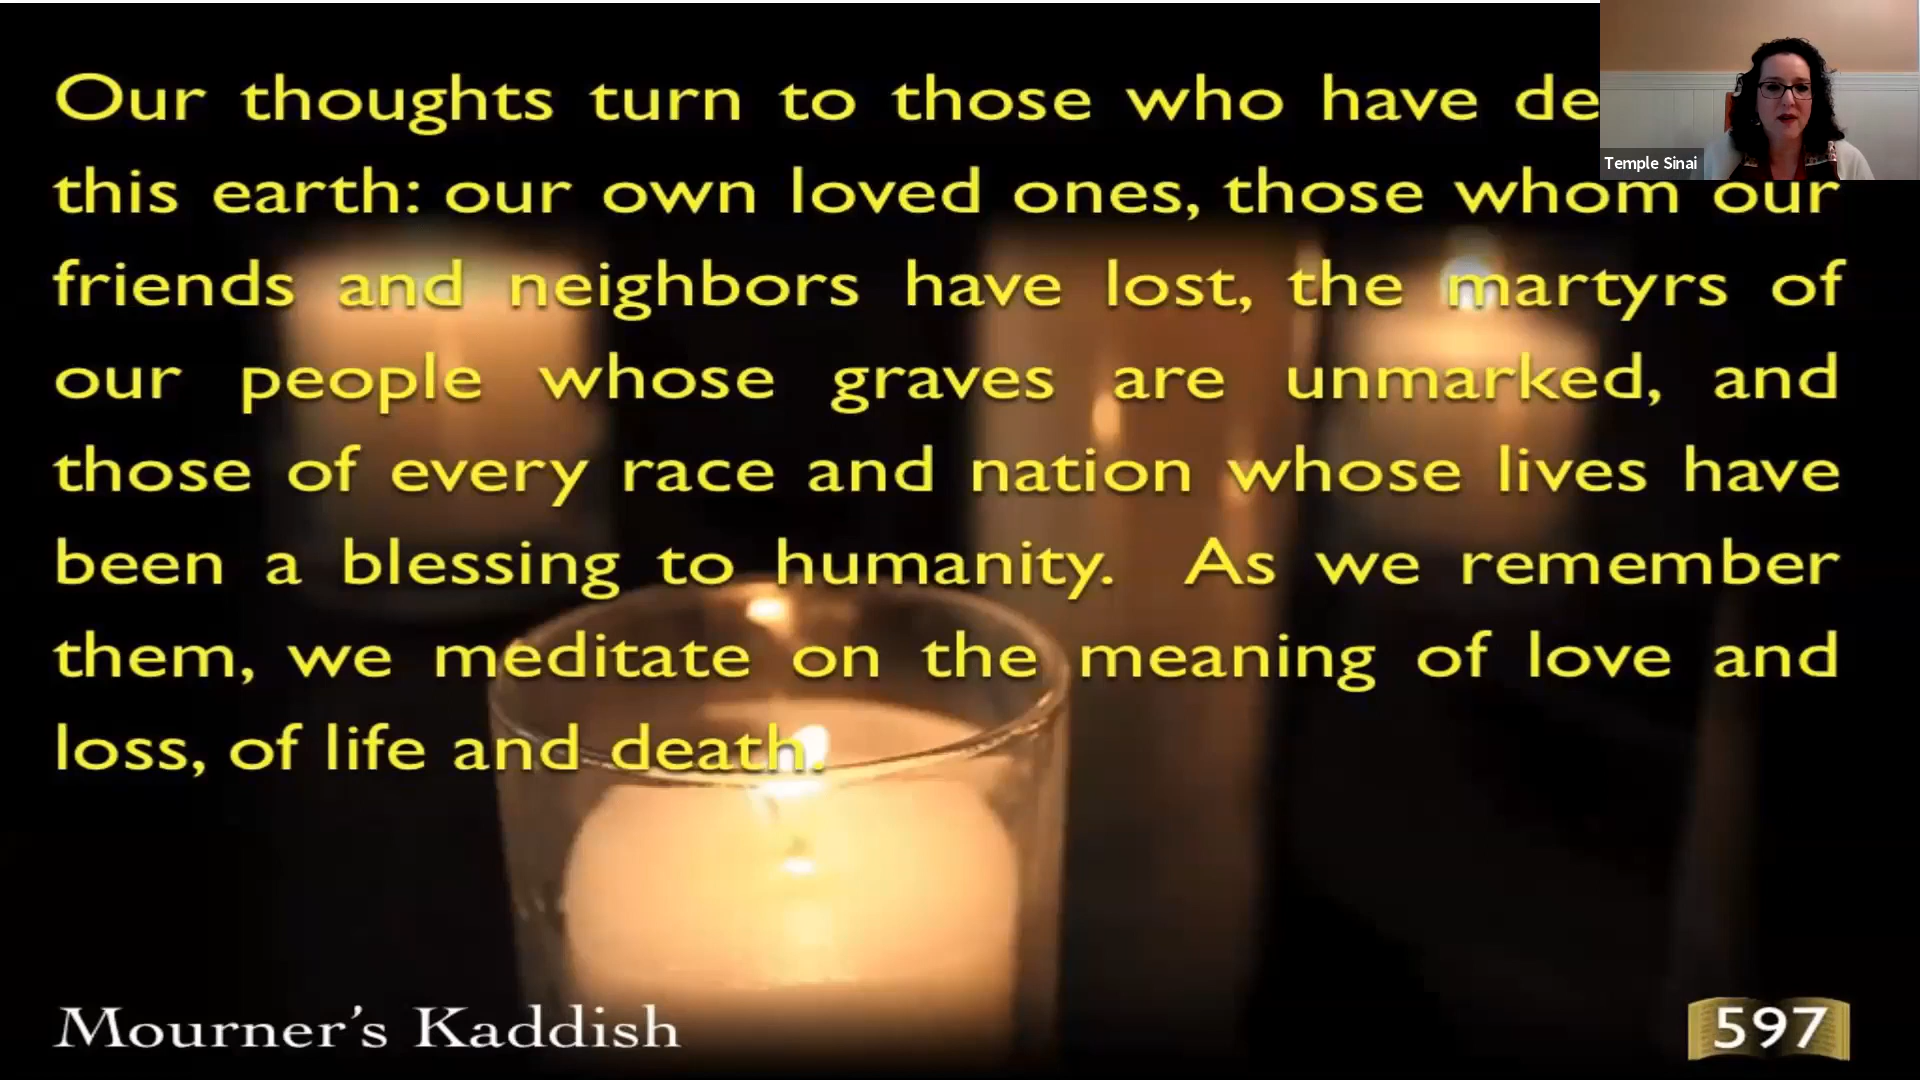 Our thoughts turn to those who have
this earth: our own loved ones, those whom our
friends and neighbors have lost, the martyrs of
our people whose graves are unmarked, and
those of every race and nation whose lives have
been a blessing to humanity. As we remember
them, we meditate on the meaning of love and
loss, of life and death.
Temple Sinai
Mourner's Kaddish
597